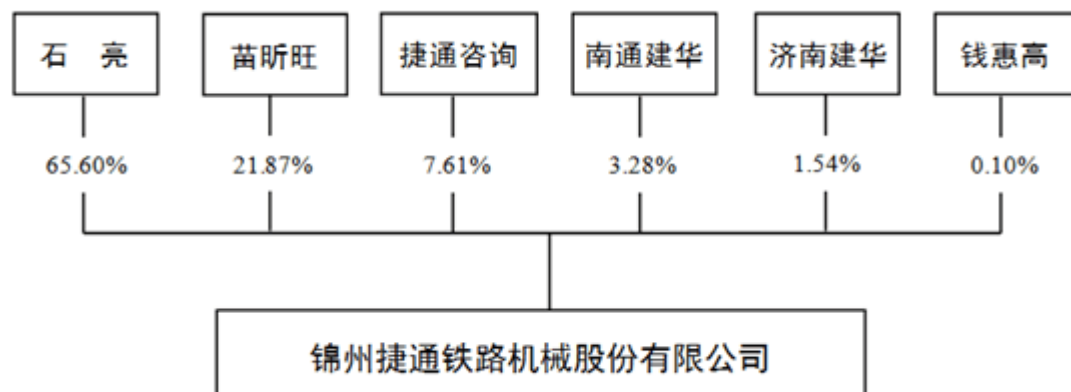 石 亮 苗昕旺 捷通咨询 南通建华 济南建华 钱惠高
65.60% 21.87% 7.61% 3.28% 1.54% 0.10%
锦州捷通铁路机械股份有限公司